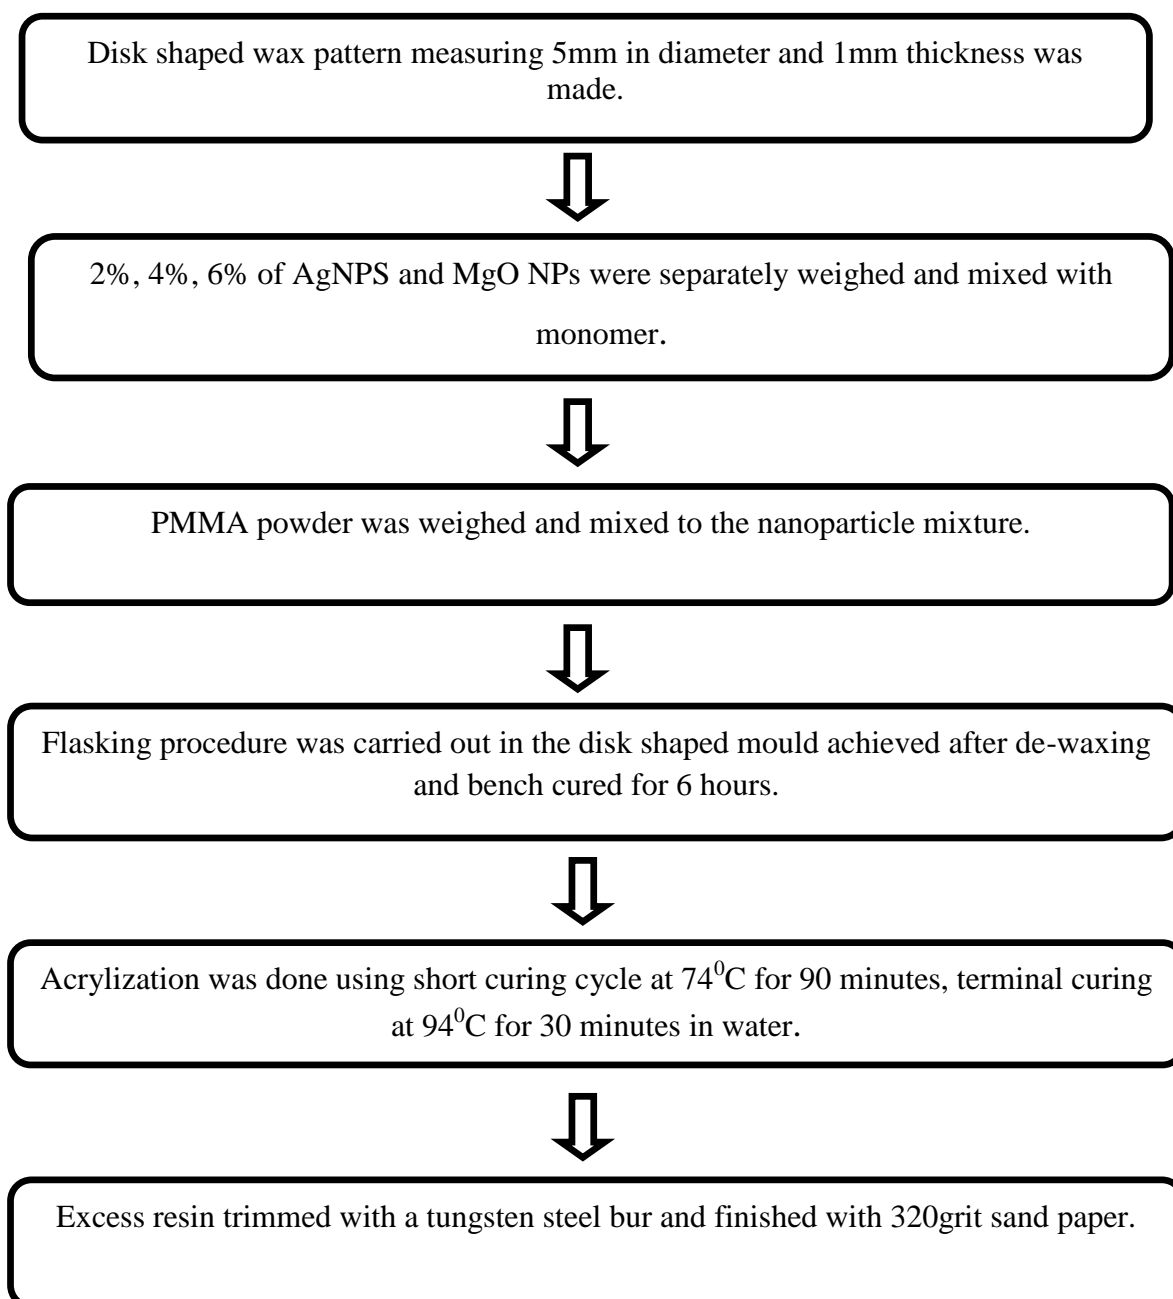 Disk shaped wax pattern measuring 5mm in diameter and 1mm thickness was
made.
2%, 4%, 6% of AgNPS and MgO NPs were separately weighed and mixed with
monomer.
PMMA powder was weighed and mixed to the nanoparticle mixture.
Flasking procedure was carried out in the disk shaped mould achieved after de-waxing
and bench cured for 6 hours.
Acrylization was done using short curing cycle at 74⁰C for 90 minutes, terminal curing
at 94⁰C for 30 minutes in water.
Excess resin trimmed with a tungsten steel bur and finished with 320grit sand paper.